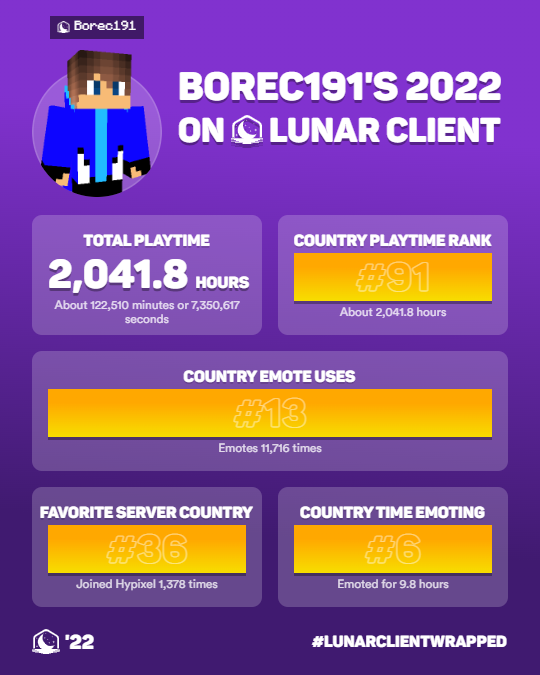 Borec191
BOREC191'S 2022
ON LUNAR CLIENT
TOTAL PLAYTIME
2,041.8 HOURS
About 122,510 minutes or 7,350,617
seconds
COUNTRY PLAYTIME RANK
#91
About 2,041.8 hours
COUNTRY EMOTE USES
#13
Emotes 11,716 times
FAVORITE SERVER COUNTRY
#36
Joined Hypixel 1,378 times
COUNTRY TIME EMOTING
#6
Emoted for 9.8 hours
'22
#LUNARCLIENTWRAPPED